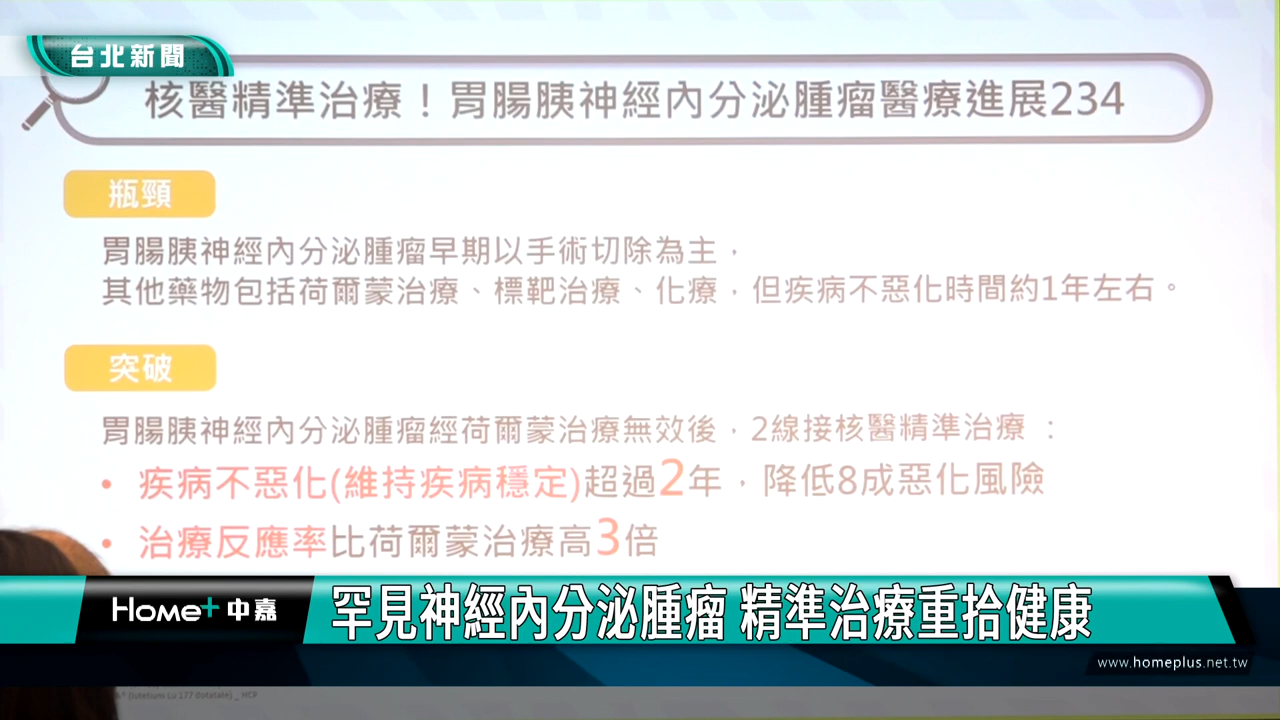 台北新聞
核醫精準治療！胃腸胰神經內分泌腫瘤醫療進展234
瓶頸
胃腸胰神經內分泌腫瘤早期以手術切除為主，
其他藥物包括荷爾蒙治療、標靶治療、化療，但疾病不惡化時間約1年左右。
突破
胃腸胰神經內分泌腫瘤經荷爾蒙治療無效後，2線接核醫精準治療：
• 疾病不惡化(維持疾病穩定)超過2年，降低8成惡化風險
• 治療反應率比荷爾蒙治療高3倍
Home+中嘉
罕見神經內分泌腫瘤 精準治療重拾健康
www.homeplus.net.tw
(lutetium Lu 177 dotatate)_ HCP